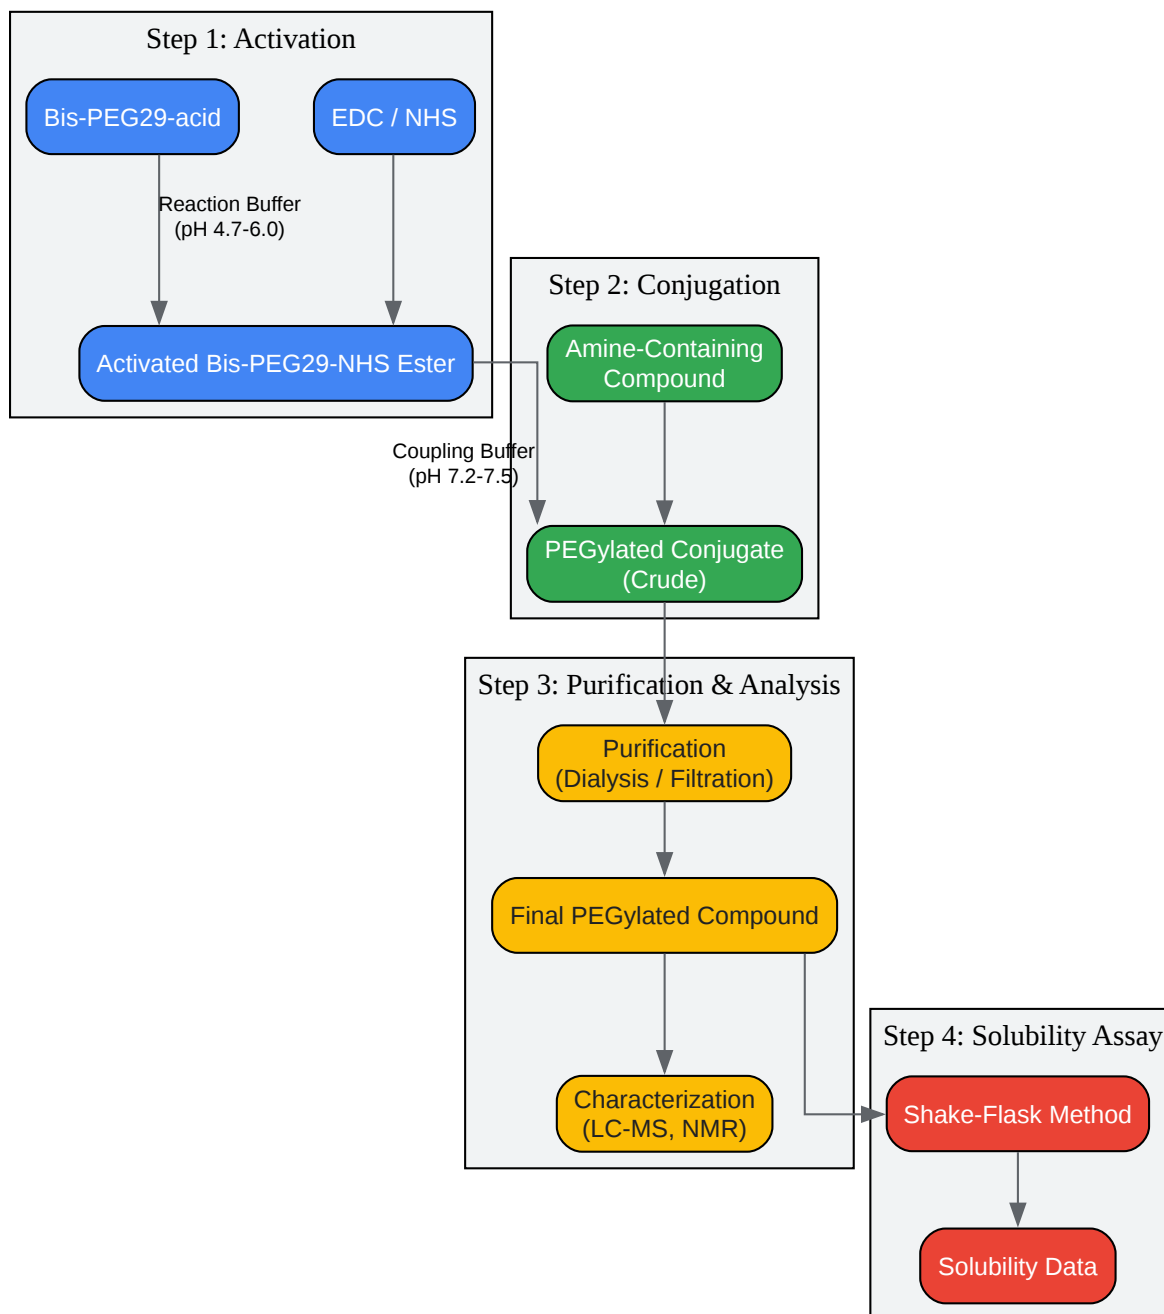 Step 1: Activation
Bis-PEG29-acid
EDC / NHS
Reaction Buffer
(pH 4.7-6.0)
Activated Bis-PEG29-NHS Ester
Step 2: Conjugation
Amine-Containing
Compound
Coupling Buffer
(pH 7.2-7.5)
PEGylated Conjugate
(Crude)
Step 3: Purification & Analysis
Purification
(Dialysis / Filtration)
Final PEGylated Compound
Characterization
(LC-MS, NMR)
Step 4: Solubility Assay
Shake-Flask Method
Solubility Data